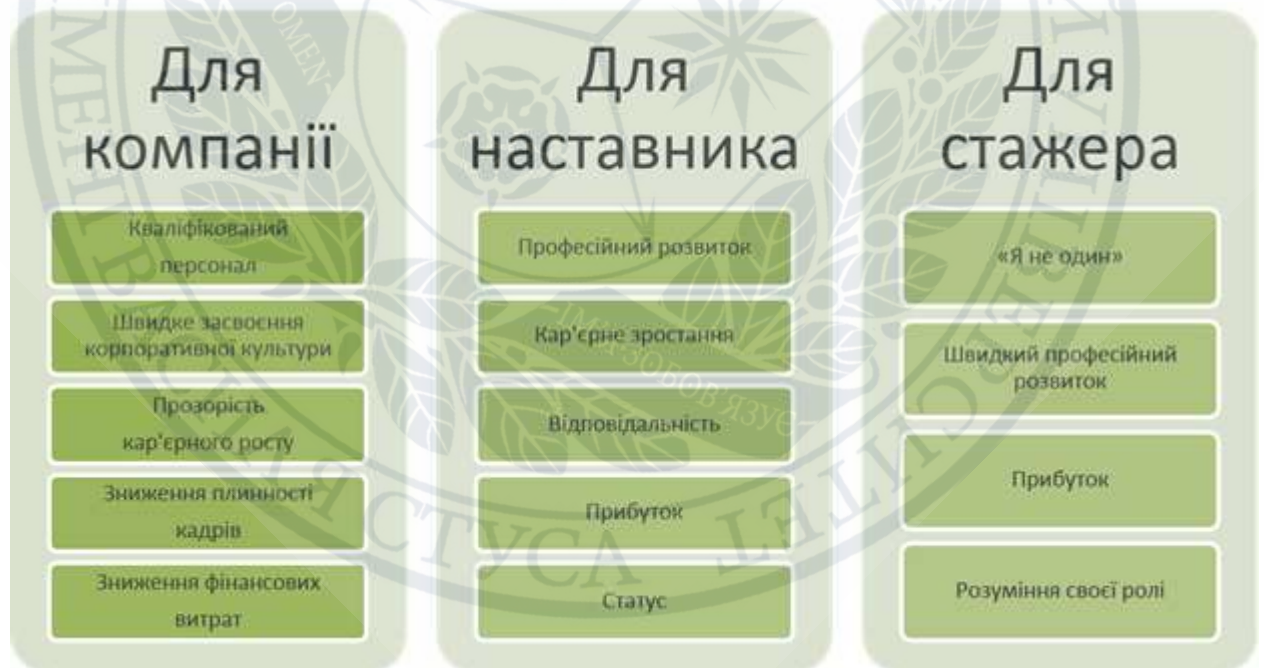 Для
компанії
Кваліфікований
персонал
Швидке засвоєння
корпоративної культури
Прозорість
кар'єрного росту
Зниження плинності
кадрів
Зниження фінансових
витрат
Для
наставника
Професійний розвиток
Кар'єрне зростання
Відповідальність
Прибуток
Статус
Для
стажера
«Я не один»
Швидкий професійний
розвиток
Прибуток
Розуміння своєї ролі